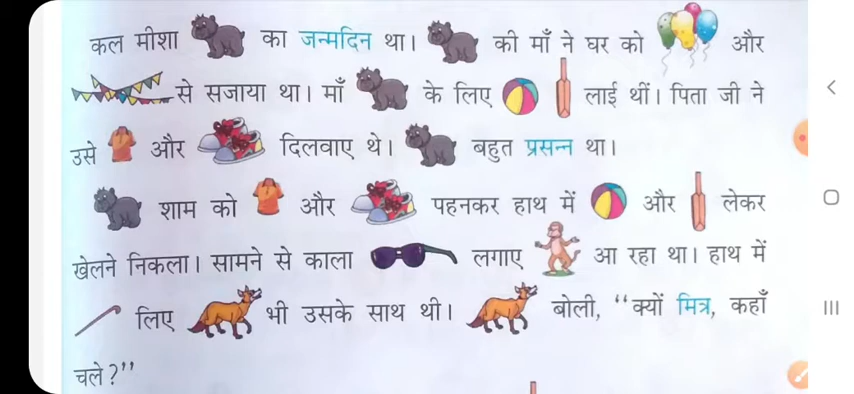 कल मीशा का जन्मदिन था। की माँ ने घर को और
से सजाया था। माँ के लिए लाई थीं। पिता जी ने
उसे और दिलवाए थे। बहुत प्रसन्न था।
शाम को और पहनकर हाथ में और लेकर
खेलने निकला। सामने से काला लगाए आ रहा था। हाथ में
लिए भी उसके साथ थी। बोली, “क्यों मित्र, कहाँ
चले?”